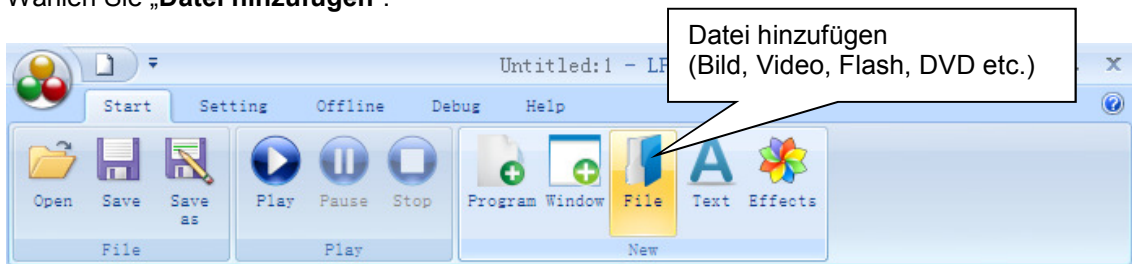 Wählen Sie „Datei hinzufügen“.
Datei hinzufügen
(Bild, Video, Flash, DVD etc.)
Untitled:1 - LP
Start Setting Offline Debug Help
Open Save Save as Play Pause Stop Program Window File Text Effects
File Play New